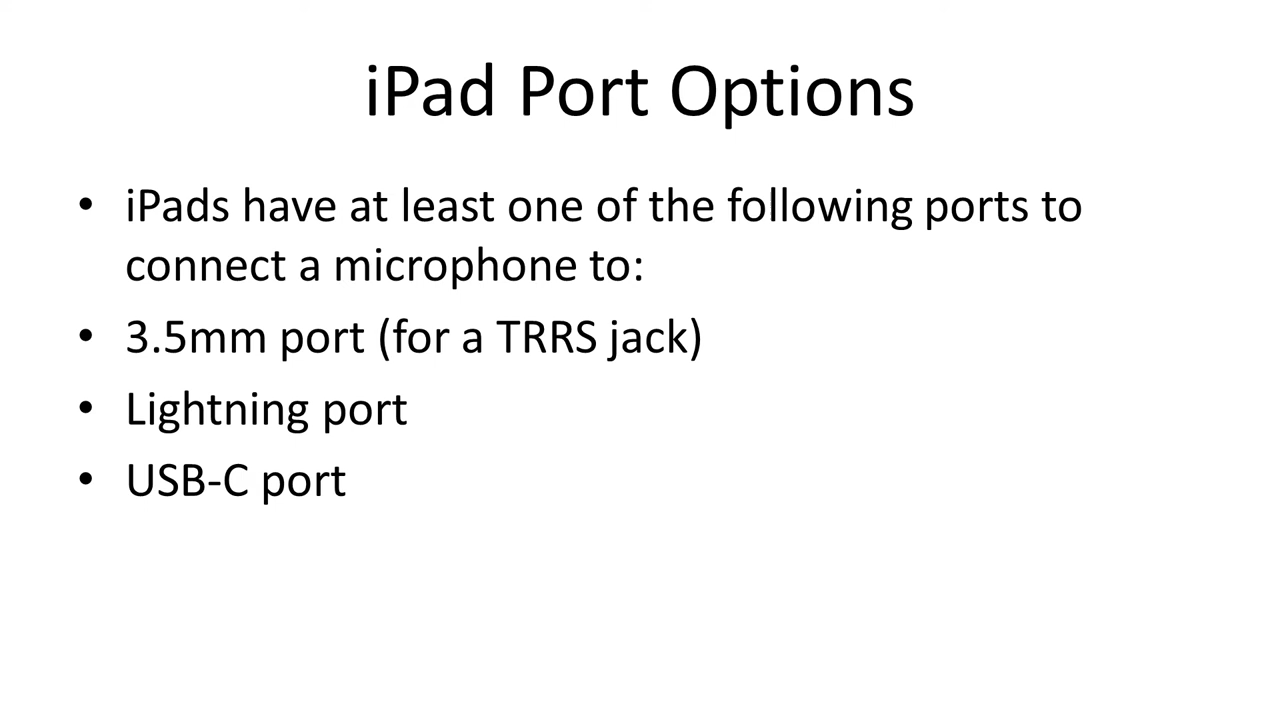 iPad Port Options
• iPads have at least one of the following ports to
connect a microphone to:
• 3.5mm port (for a TRRS jack)
• Lightning port
• USB-C port